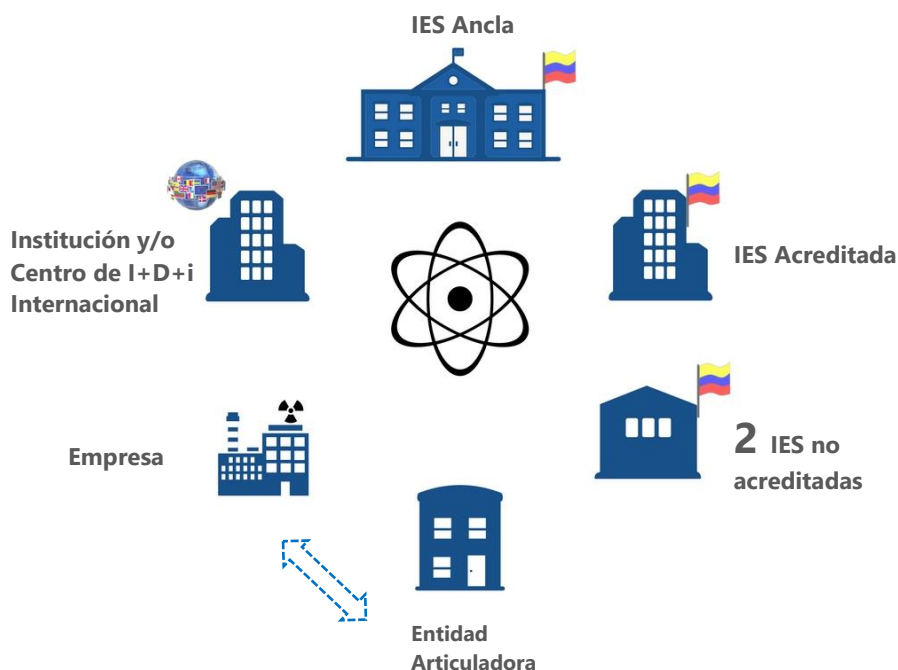 IES Ancla
Institución y/o
Centro de I+D+i
Internacional
IES Acreditada
Empresa
2 IES no
acreditadas
Entidad
Articuladora